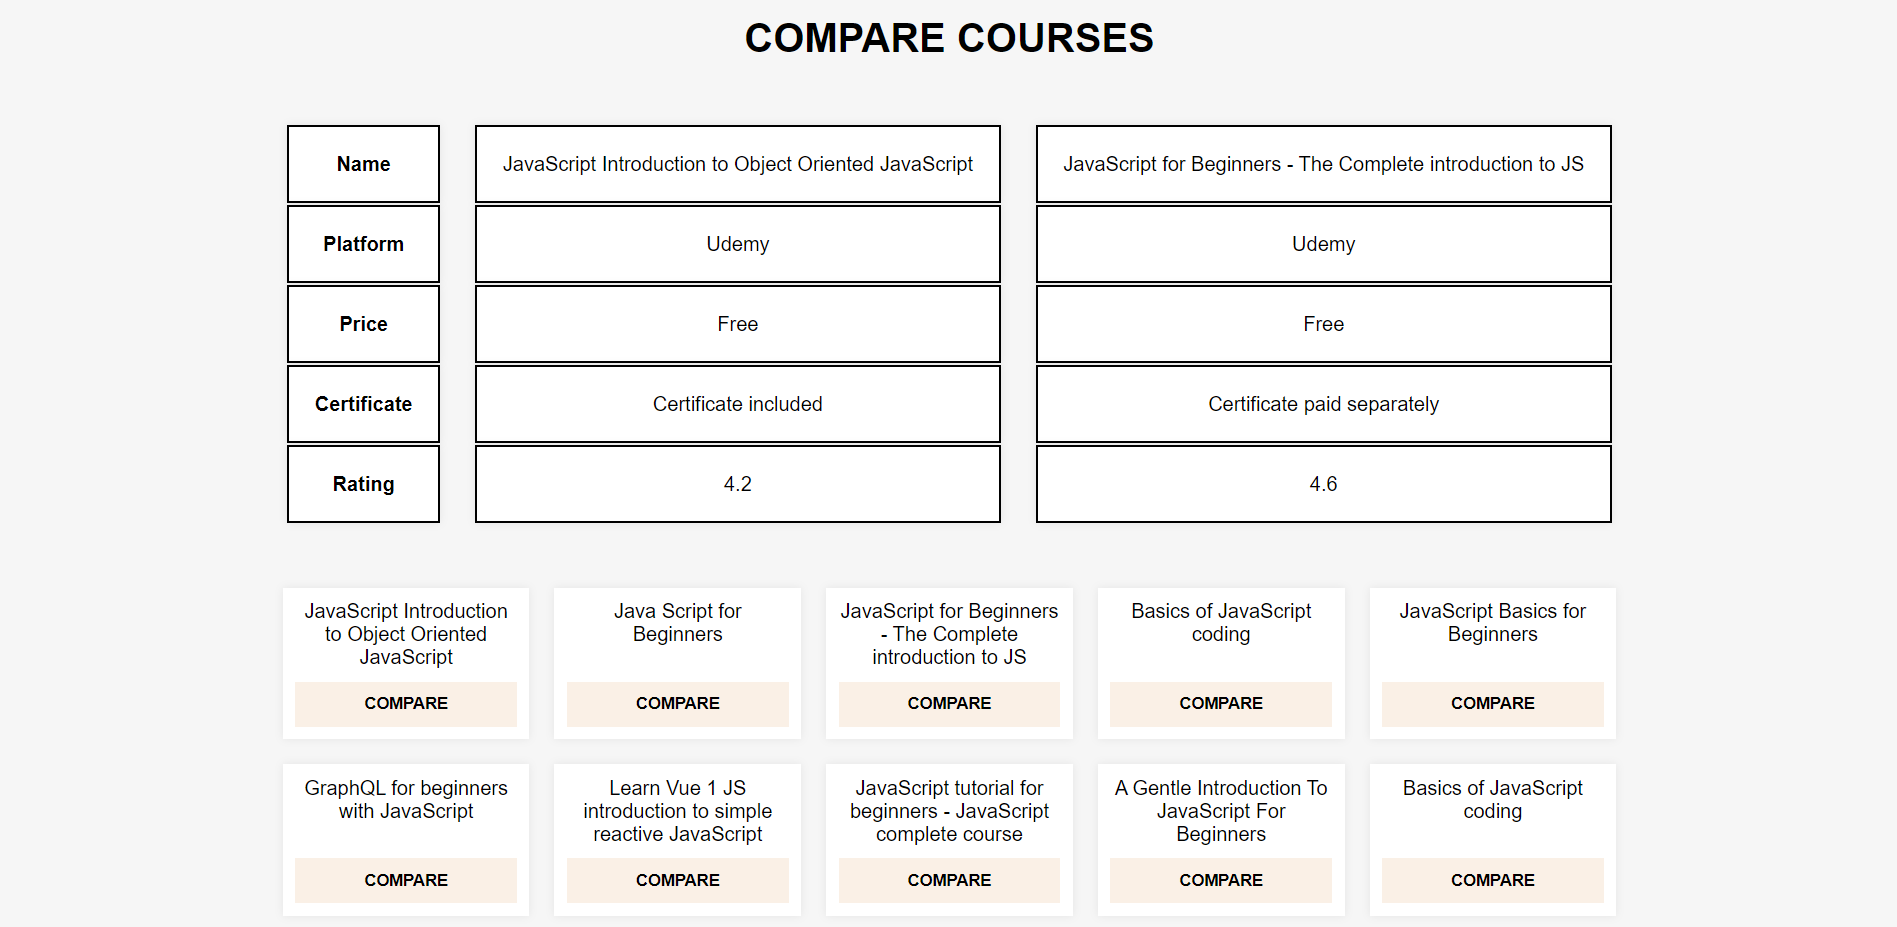 COMPARE COURSES
Name
JavaScript Introduction to Object Oriented JavaScript
JavaScript for Beginners - The Complete introduction to JS
Platform
Udemy
Udemy
Price
Free
Free
Certificate
Certificate included
Certificate paid separately
Rating
4.2
4.6
JavaScript Introduction
to Object Oriented
JavaScript
COMPARE
Java Script for
Beginners
COMPARE
JavaScript for Beginners
- The Complete
introduction to JS
COMPARE
Basics of JavaScript
coding
COMPARE
JavaScript Basics for
Beginners
COMPARE
GraphQL for beginners
with JavaScript
COMPARE
Learn Vue 1 JS
introduction to simple
reactive JavaScript
COMPARE
JavaScript tutorial for
beginners - JavaScript
complete course
COMPARE
A Gentle Introduction To
JavaScript For
Beginners
COMPARE
Basics of JavaScript
coding
COMPARE